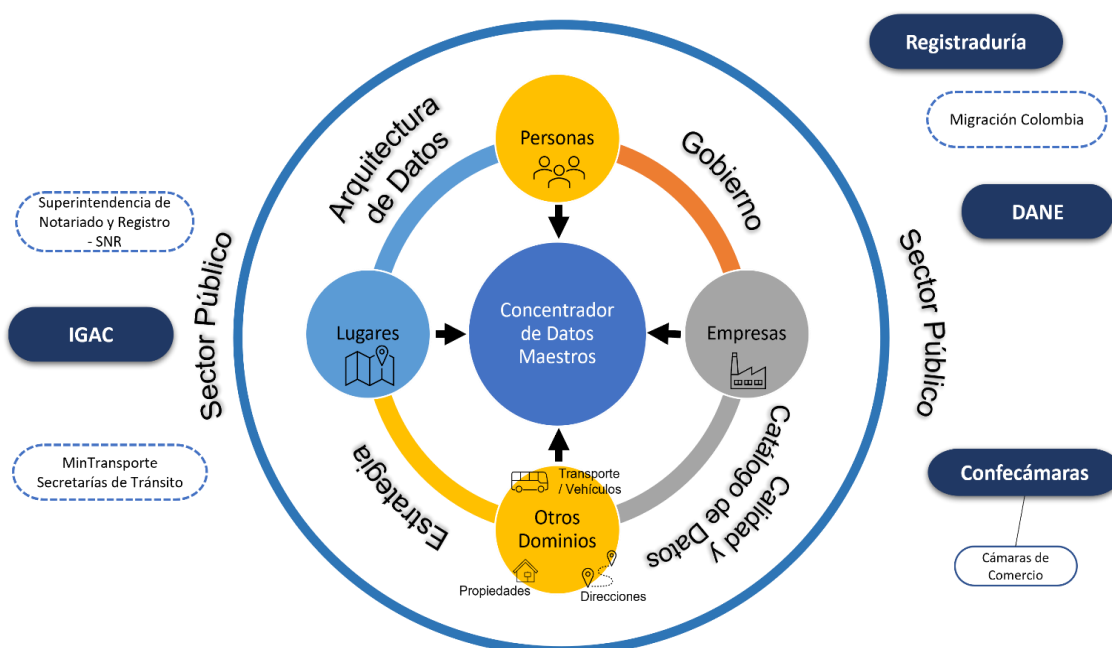 Registraduría
Migración Colombia
DANE
Confecámaras
Cámaras de
Comercio
Superintendencia de
Notariado y Registro
- SNR
IGAC
MinTransporte
Secretarías de Tránsito
Sector Público
Sector Público
Arquitectura
de Datos
Gobierno
Estrategia
Calidad y
Catálogo de Datos
Personas
Lugares
Concentrador
de Datos
Maestros
Empresas
Transporte
/ Vehículos
Otros
Dominios
Propiedades
Direcciones